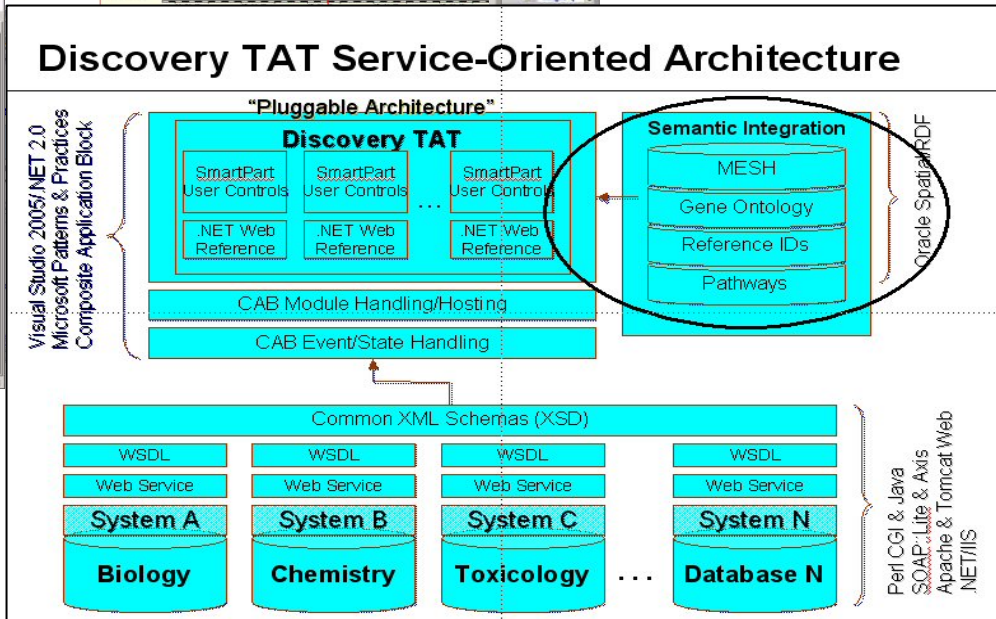 Discovery TAT Service-Oriented Architecture
"Pluggable Architecture"
Discovery TAT
SmartPart
User Controls
SmartPart
User Controls
...
SmartPart
User Controls
.NET Web
Reference
.NET Web
Reference
.NET Web
Reference
CAB Module Handling/Hosting
CAB Event/State Handling
Visual Studio 2005/.NET 2.0
Microsoft Patterns & Practices
Composite Application Block
Semantic Integration
MESH
Gene Ontology
Reference IDs
Pathways
Oracle Spatial/RDF
Common XML Schemas (XSD)
WSDL
WSDL
WSDL
WSDL
Web Service
Web Service
Web Service
Web Service
System A
System B
System C
System N
Biology
Chemistry
Toxicology
...
Database N
Perl CGI & Java
SOAP::Lite & Axis
Apache & Tomcat Web
.NET/IIS